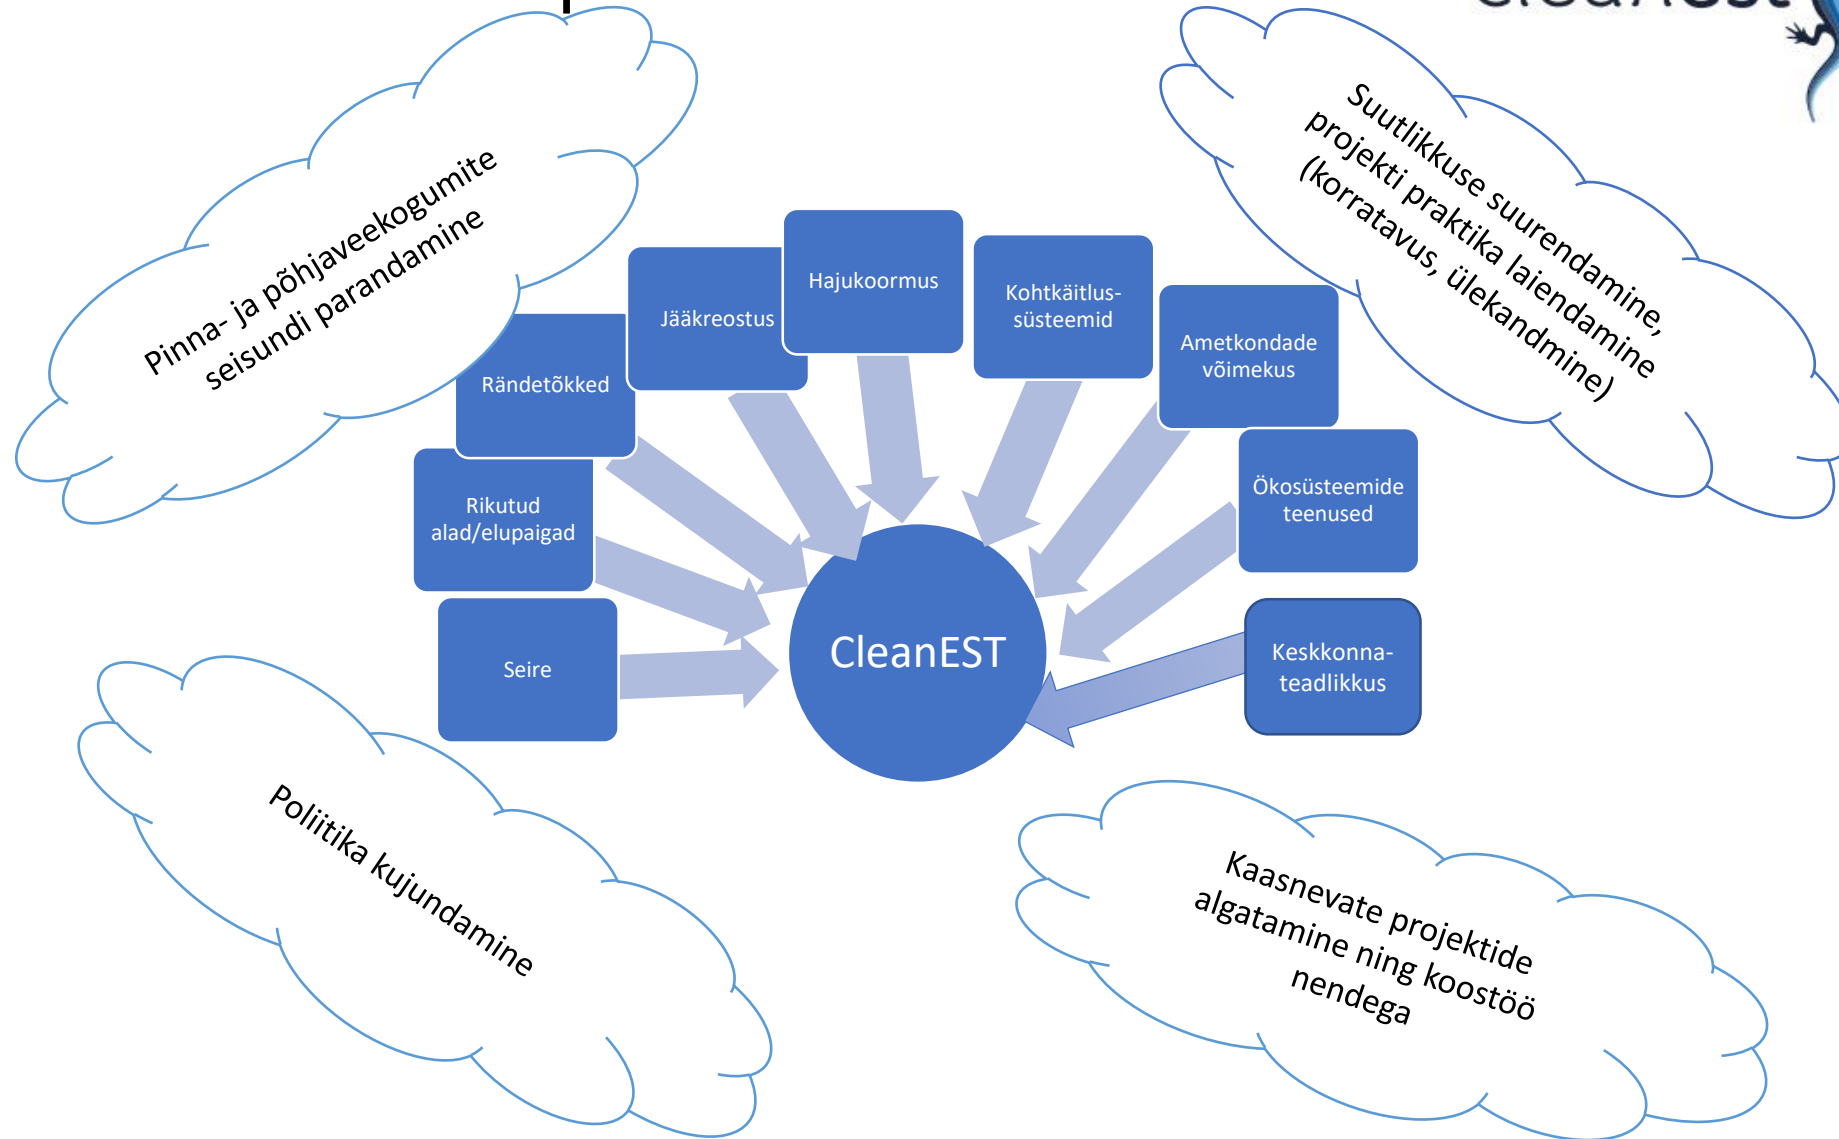 cleanest
Pinna- ja põhjaveekogumite
seisundi parandamine
Suutlikkuse suurendamine,
projekti praktika laiendamine
(korratavus, ülekandmine)
Hajukoormus
Jääkreostus
Kohtkäitlus-
süsteemid
Rändetõkked
Ametkondade
võimekus
Rikutud
alad/elupaigad
Ökosüsteemide
teenused
Seire
CleanEST
Keskkonna-
teadlikkus
Poliitika kujundamine
Kaasnevate projektide
algatamine ning koostöö
nendega